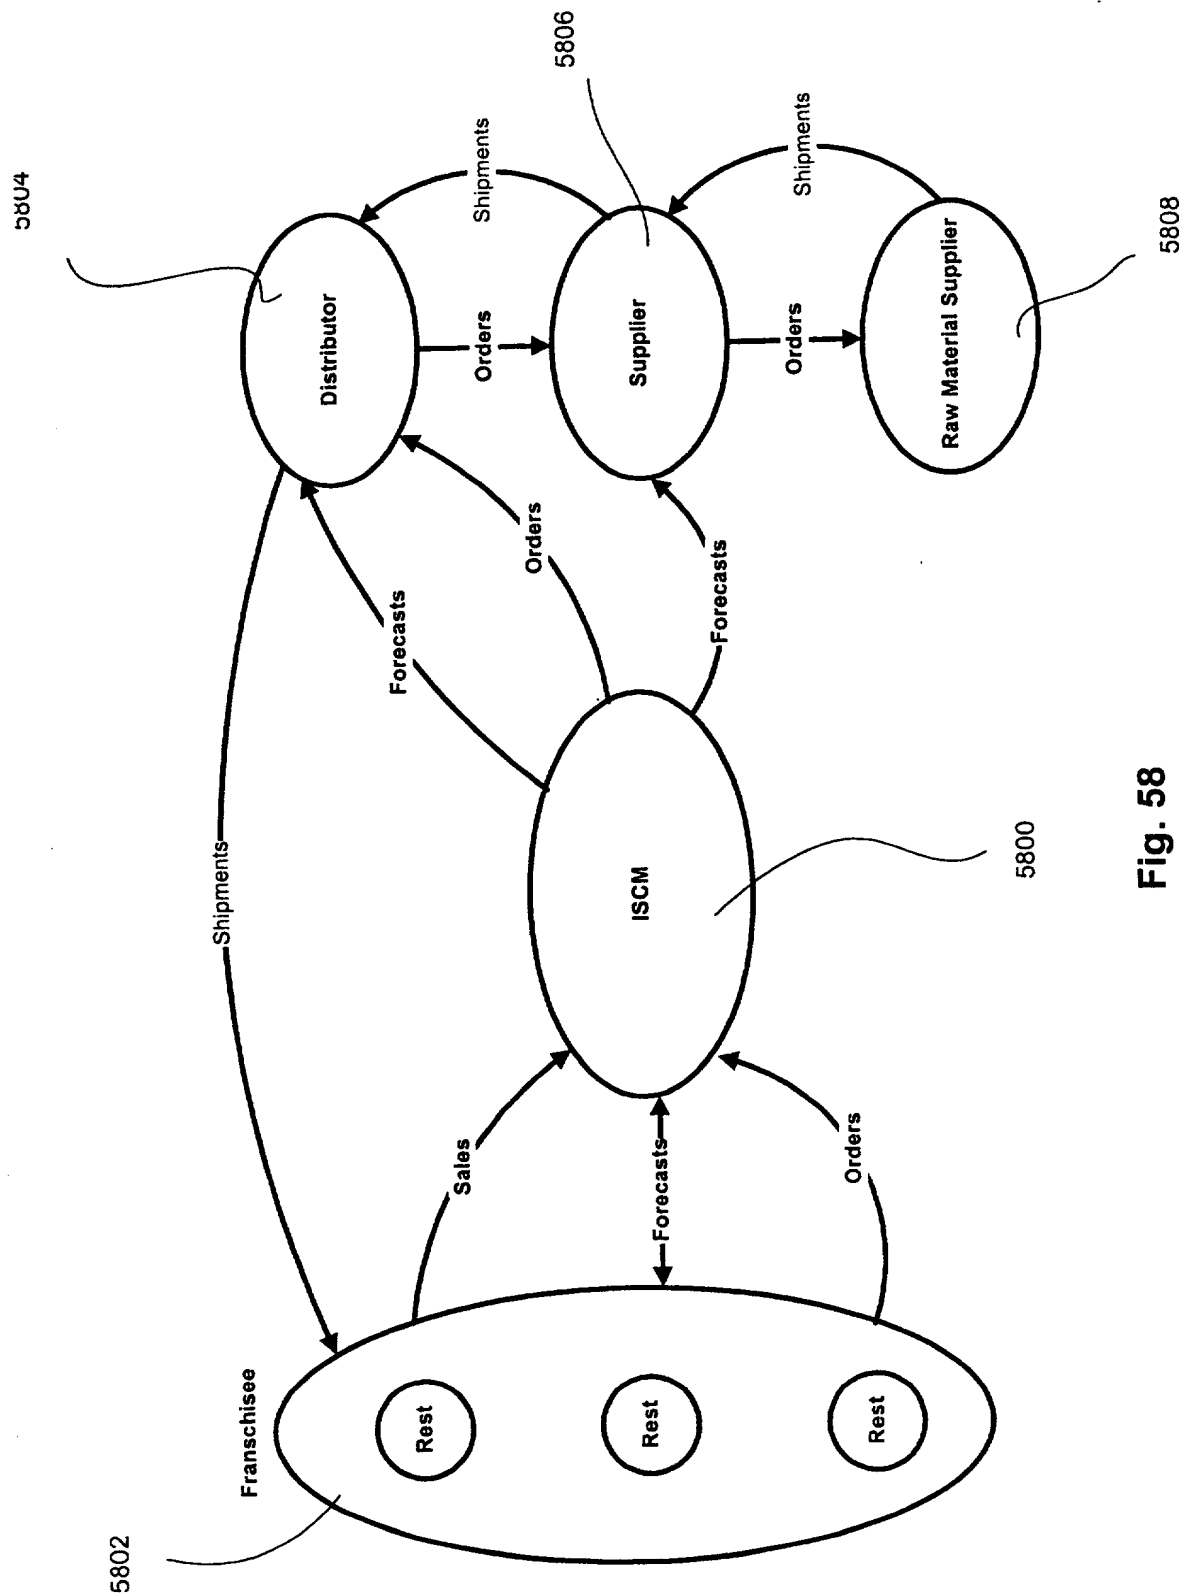 5802
Franschisee
Rest
Rest
Rest
Shipments
Sales
Forecasts
Orders
ISCM
5800
Forecasts
Orders
Forecasts
5804
Distributor
Orders
Shipments
5806
Supplier
Orders
Shipments
Raw Material Supplier
5808
Fig. 58